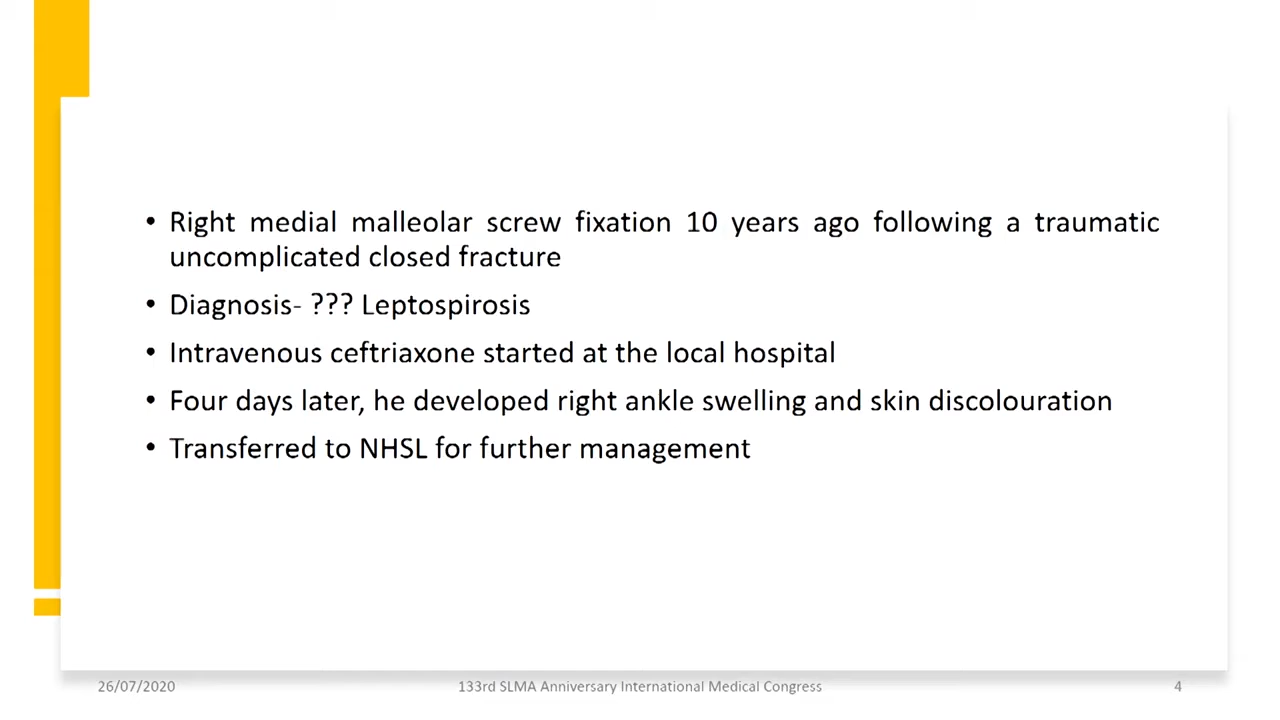 • Right medial malleolar screw fixation 10 years ago following a traumatic
uncomplicated closed fracture
• Diagnosis- ??? Leptospirosis
• Intravenous ceftriaxone started at the local hospital
• Four days later, he developed right ankle swelling and skin discolouration
• Transferred to NHSL for further management
26/07/2020
133rd SLMA Anniversary International Medical Congress
4